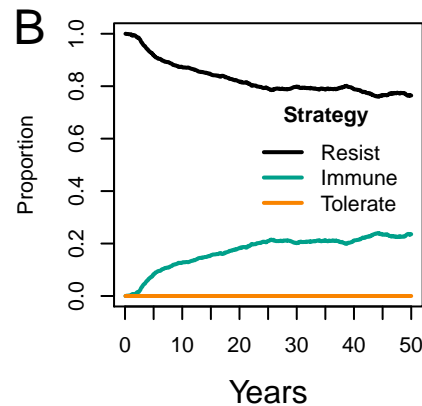 B
1.0
0.8
0.6
0.4
0.2
0.0
Proportion
Strategy
Resist
Immune
Tolerate
0 10 20 30 40 50
Years